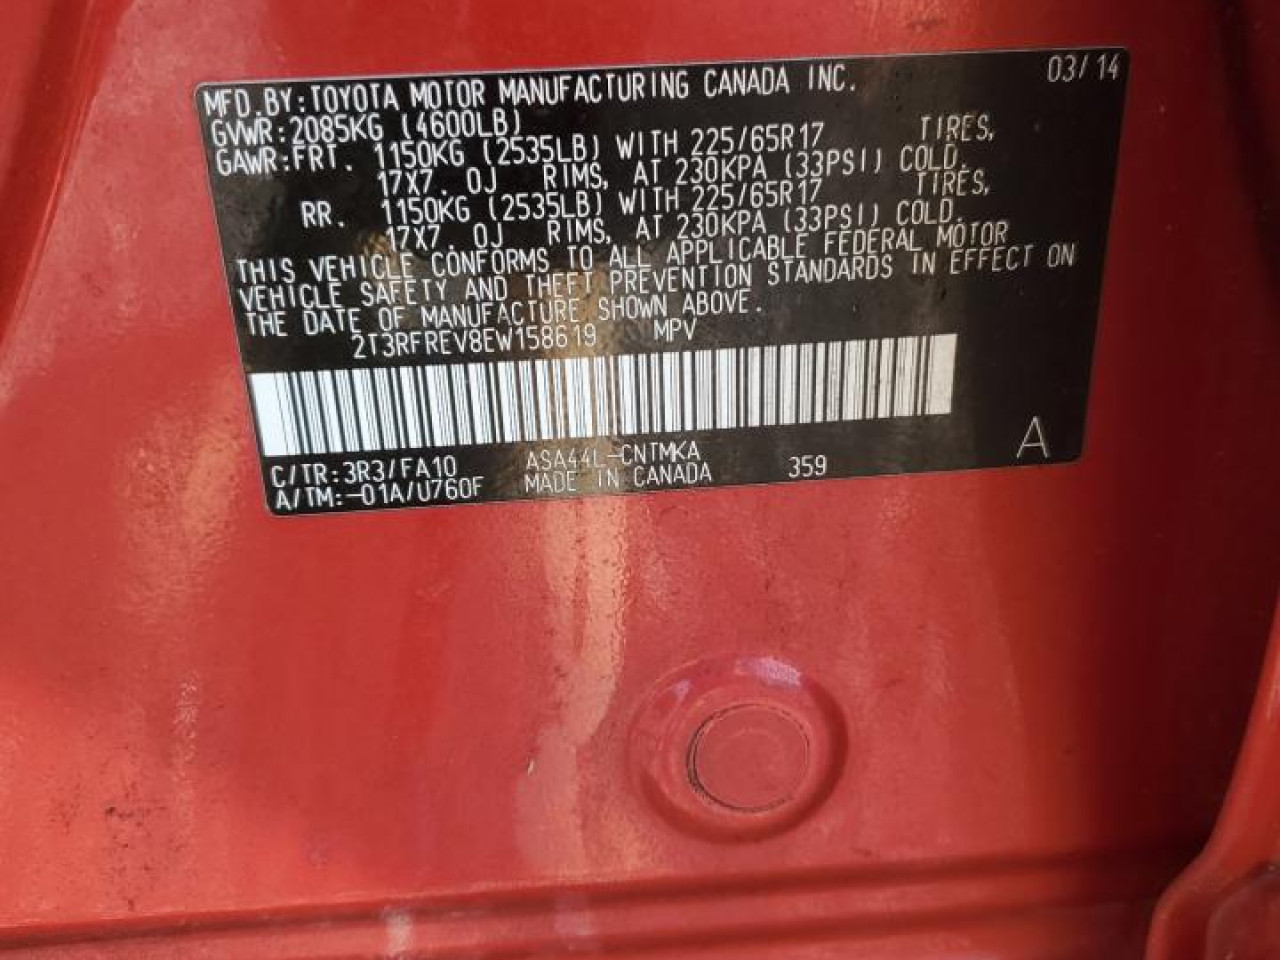 MFD. BY: TOYOTA MOTOR MANUFACTURING CANADA INC. 03/14
GVWR: 2085KG (4600LB)
GAWR: FRT. 1150KG (2535LB) WITH 225/65R17 TIRES,
17X7.0J RIMS, AT 230KPA (33PSI) COLD.
RR. 1150KG (2535LB) WITH 225/65R17 TIRES,
17X7.0J RIMS, AT 230KPA (33PSI) COLD.
THIS VEHICLE CONFORMS TO ALL APPLICABLE FEDERAL MOTOR
VEHICLE SAFETY AND THEFT PREVENTION STANDARDS IN EFFECT ON
THE DATE OF MANUFACTURE SHOWN ABOVE.
2T3RFREV8EW158619 MPV
A
C/TR: 3R3/FA10 ASA44L-CNTMKA
A/TM: -01A/U760F MADE IN CANADA 359